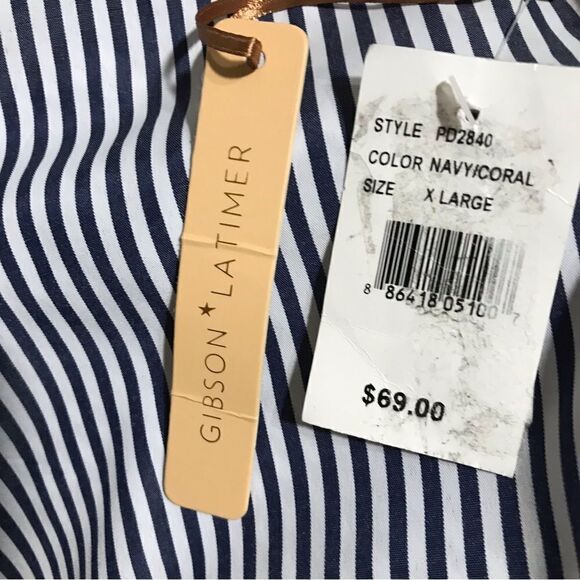 GIBSON★LATIMER
STYLE PD2840
COLOR NAVY/CORAL
SIZE X LARGE
8 86418 05100 7
$69.00